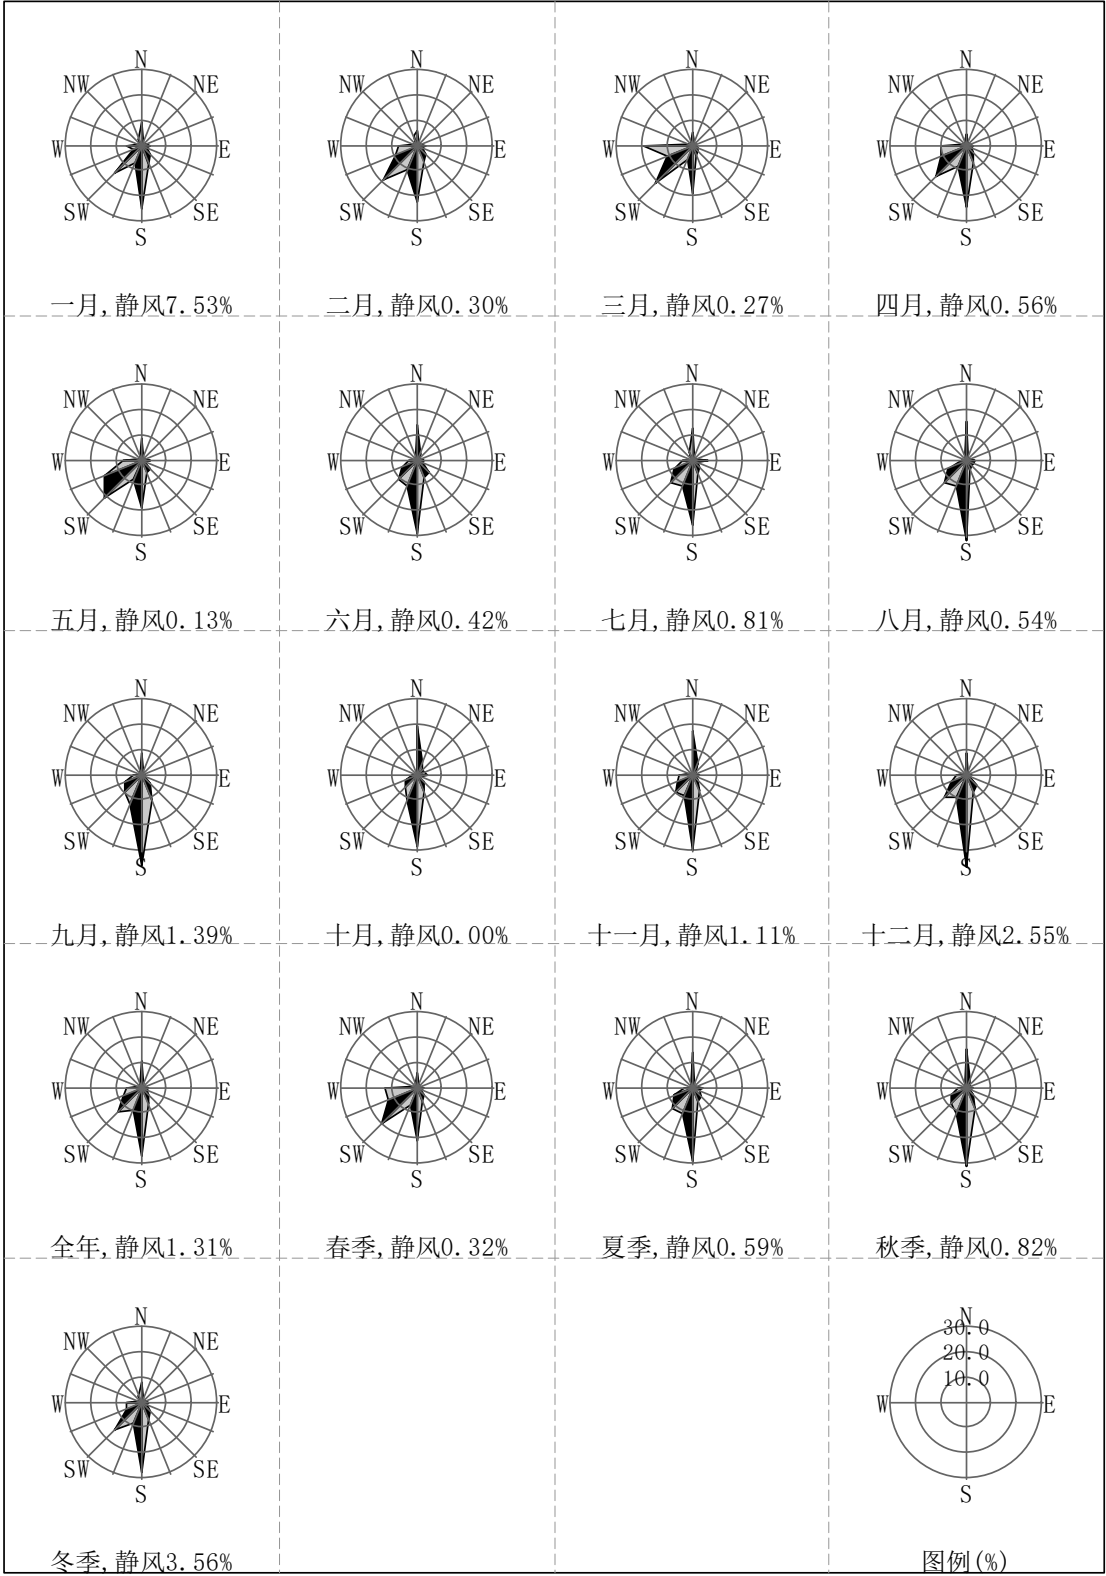 N N N N
NW NE NW NE NW NE NW NE
W E W E W E W E
SW SE SW SE SW SE SW SE
S S S S
一月,静风7.53% 二月,静风0.30% 三月,静风0.27% 四月,静风0.56%
N N N N
NW NE NW NE NW NE NW NE
W E W E W E W E
SW SE SW SE SW SE SW SE
S S S S
五月,静风0.13% 六月,静风0.42% 七月,静风0.81% 八月,静风0.54%
N N N N
NW NE NW NE NW NE NW NE
W E W E W E W E
SW SE SW SE SW SE SW SE
S S S S
九月,静风1.39% 十月,静风0.00% 十一月,静风1.11% 十二月,静风2.55%
N N N N
NW NE NW NE NW NE NW NE
W E W E W E W E
SW SE SW SE SW SE SW SE
S S S S
全年,静风1.31% 春季,静风0.32% 夏季,静风0.59% 秋季,静风0.82%
N N
NW NE 30.0
20.0
10.0
W E W E
SW SE
S S
冬季,静风3.56% 图例(%)